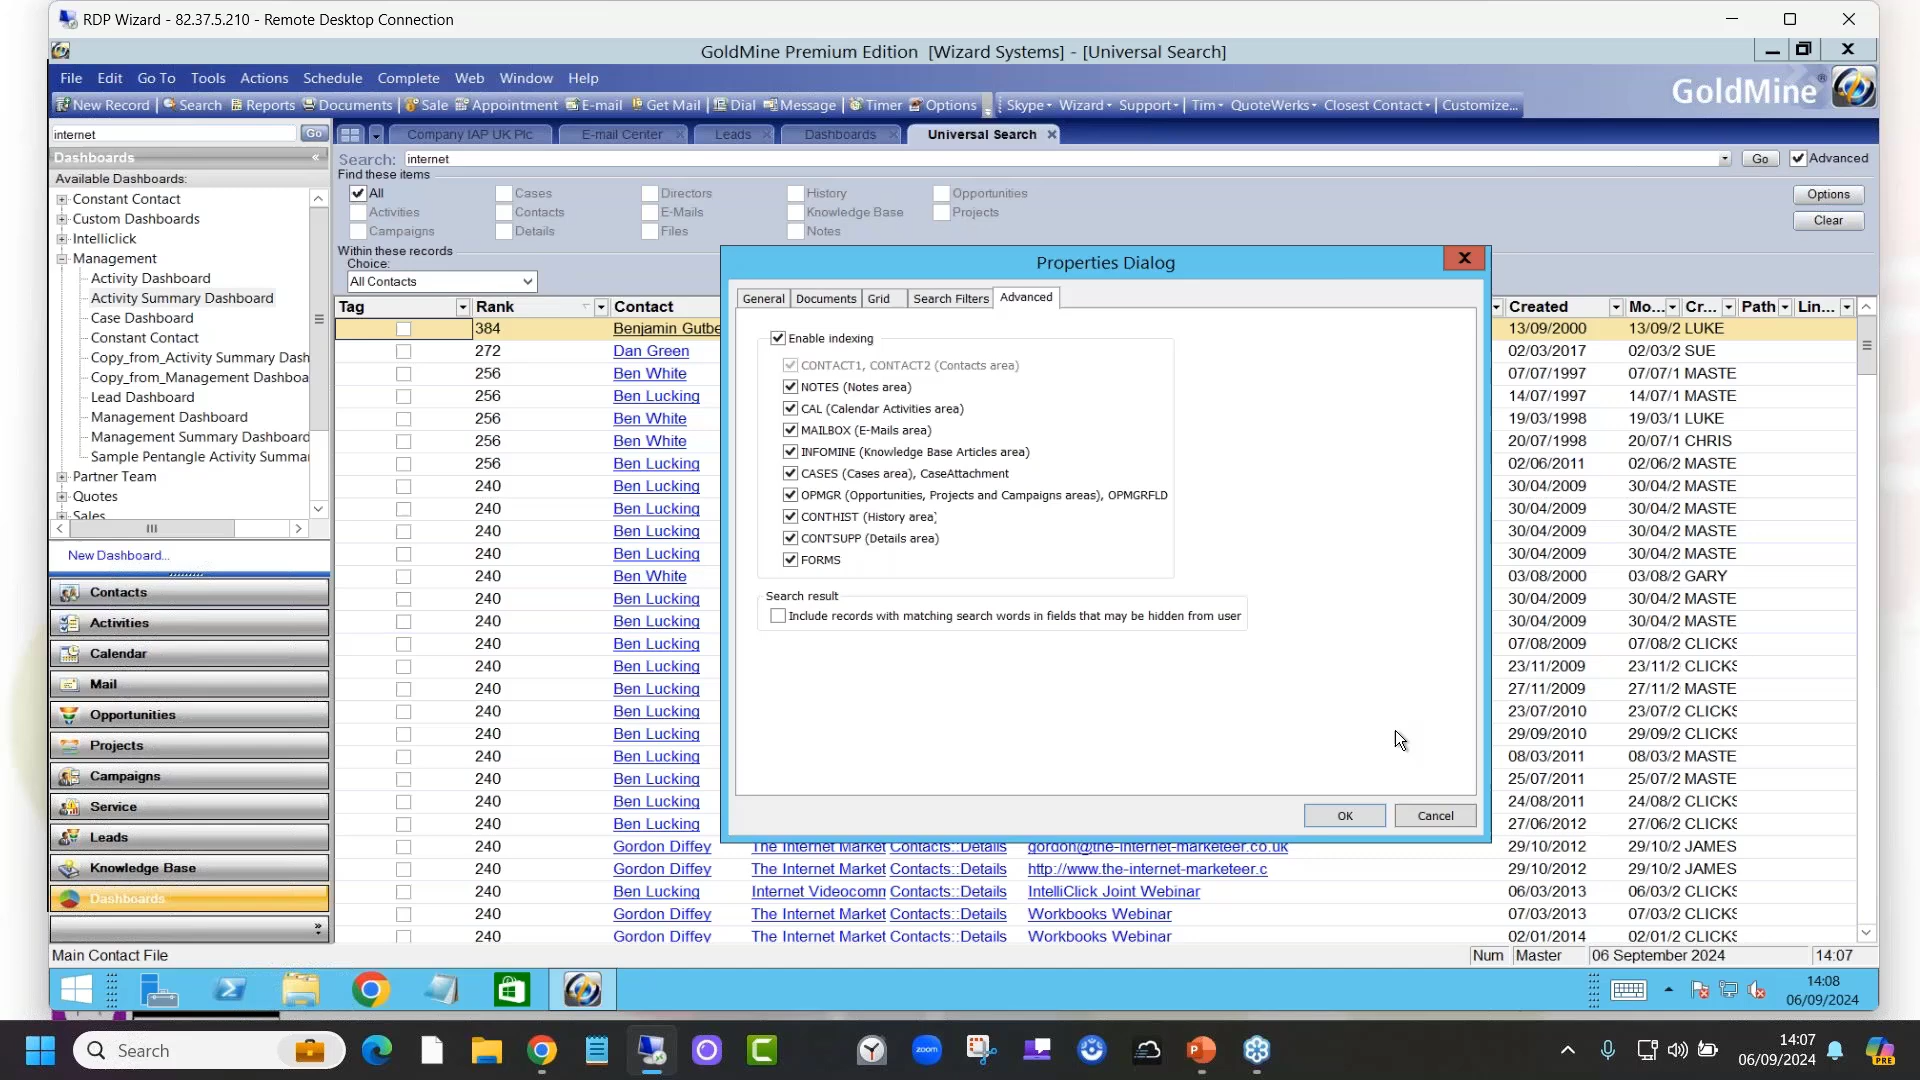 RDP Wizard - 82.37.5.210 - Remote Desktop Connection
GoldMine Premium Edition [Wizard Systems] - [Universal Search]
File Edit Go To Tools Actions Schedule Complete Web Window Help
GoldMine
New Record Search Reports Documents Sale Appointment E-mail Get Mail Dial Message Timer Options Skype Wizard Support Tim QuoteWerks Closest Contact Customize...
internet Go
Company IAP UK Plc E-mail Center Leads Dashboards Universal Search
Dashboards
Available Dashboards:
Constant Contact
Custom Dashboards
Intelliclick
Management
Activity Dashboard
Activity Summary Dashboard
Case Dashboard
Constant Contact
Copy_from_Activity Summary Dash
Copy_from_Management Dashboa
Lead Dashboard
Management Dashboard
Management Summary Dashboard
Sample Pentangle Activity Summa
Partner Team
Quotes
Sales
New Dashboard...
Contacts
Activities
Calendar
Mail
Opportunities
Projects
Campaigns
Service
Leads
Knowledge Base
Dashboards
Search: internet Go Advanced
Find these items
All Cases Directors History Opportunities
Activities Contacts E-Mails Knowledge Base Projects
Campaigns Details Files Notes
Options
Clear
Within these records
Choice:
All Contacts
Tag Rank Contact Created Mo... Cr... Path Lin...
384 Benjamin Gutbe 13/09/2000 13/09/2 LUKE
272 Dan Green 02/03/2017 02/03/2 SUE
256 Ben White 07/07/1997 07/07/1 MASTE
256 Ben Lucking 14/07/1997 14/07/1 MASTE
256 Ben White 19/03/1998 19/03/1 LUKE
256 Ben White 20/07/1998 20/07/1 CHRIS
256 Ben Lucking 02/06/2011 02/06/2 MASTE
240 Ben Lucking 30/04/2009 30/04/2 MASTE
240 Ben Lucking 30/04/2009 30/04/2 MASTE
240 Ben Lucking 30/04/2009 30/04/2 MASTE
240 Ben Lucking 30/04/2009 30/04/2 MASTE
240 Ben White 03/08/2000 03/08/2 GARY
240 Ben Lucking 30/04/2009 30/04/2 MASTE
240 Ben Lucking 30/04/2009 30/04/2 MASTE
240 Ben Lucking 07/08/2009 07/08/2 CLICKS
240 Ben Lucking 23/11/2009 23/11/2 CLICKS
240 Ben Lucking 27/11/2009 27/11/2 MASTE
240 Ben Lucking 23/07/2010 23/07/2 CLICKS
240 Ben Lucking 29/09/2010 29/09/2 CLICKS
240 Ben Lucking 08/03/2011 08/03/2 MASTE
240 Ben Lucking 25/07/2011 25/07/2 MASTE
240 Ben Lucking 24/08/2011 24/08/2 CLICKS
240 Ben Lucking 27/06/2012 27/06/2 CLICKS
240 Gordon Diffey The Internet Market Contacts::Details gordon@the-internet-marketeer.co.uk 29/10/2012 29/10/2 JAMES
240 Gordon Diffey The Internet Market Contacts::Details http://www.the-internet-marketeer.c 29/10/2012 29/10/2 JAMES
240 Ben Lucking Internet Videocomn Contacts::Details IntelliClick Joint Webinar 06/03/2013 06/03/2 CLICKS
240 Gordon Diffey The Internet Market Contacts::Details Workbooks Webinar 07/03/2013 07/03/2 CLICKS
240 Gordon Diffey The Internet Market Contacts::Details Workbooks Webinar 02/01/2014 02/01/2 CLICKS
Properties Dialog
General Documents Grid Search Filters Advanced
Enable indexing
CONTACT1, CONTACT2 (Contacts area)
NOTES (Notes area)
CAL (Calendar Activities area)
MAILBOX (E-Mails area)
INFOMINE (Knowledge Base Articles area)
CASES (Cases area), CaseAttachment
OPMGR (Opportunities, Projects and Campaigns areas), OPMGRFLD
CONTHIST (History area)
CONTSUPP (Details area)
FORMS
Search result
Include records with matching search words in fields that may be hidden from user
OK Cancel
Main Contact File Num Master 06 September 2024 14:07
14:08
06/09/2024
Search zoom 14:07
06/09/2024
PRE